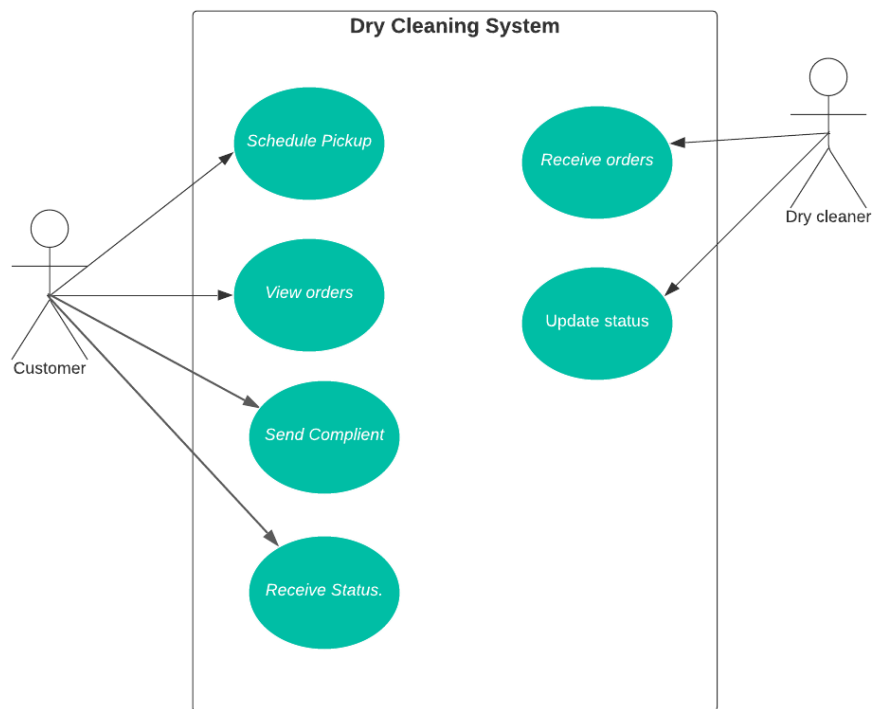 Dry Cleaning System
Schedule Pickup
Receive orders
Dry cleaner
View orders
Update status
Customer
Send Complient
Receive Status.